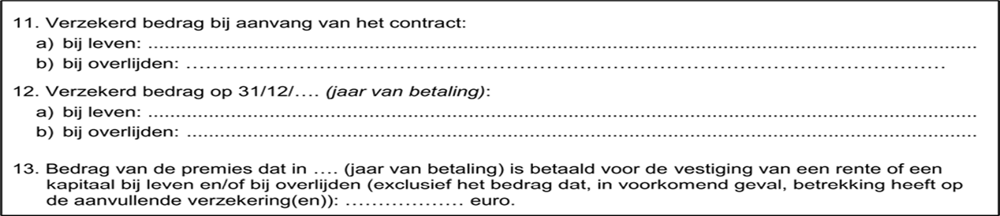 11. Verzekerd bedrag bij aanvang van het contract:
a) bij leven: ....................................................................................................................................................
b) bij overlijden: …………………………………………………………………………………………………………
12. Verzekerd bedrag op 31/12/…. (jaar van betaling):
a) bij leven: ....................................................................................................................................................
b) bij overlijden: .............................................................................................................................................
13. Bedrag van de premies dat in …. (jaar van betaling) is betaald voor de vestiging van een rente of een
kapitaal bij leven en/of bij overlijden (exclusief het bedrag dat, in voorkomend geval, betrekking heeft op
de aanvullende verzekering(en)): ……………… euro.